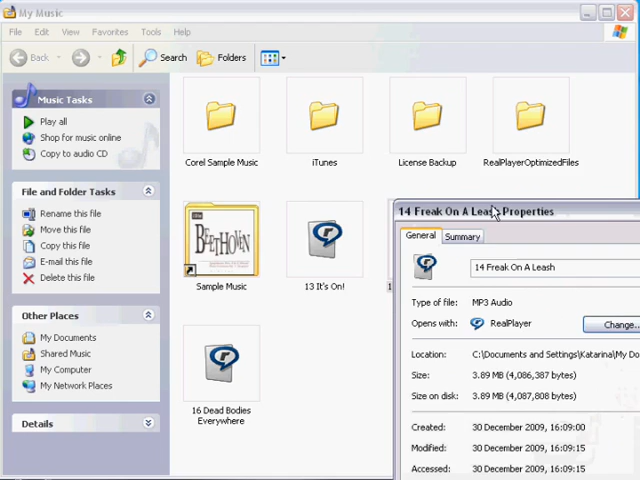 My Music
File Edit View Favorites Tools Help
Back Search Folders
Music Tasks
Play all
Shop for music online
Copy to audio CD
File and Folder Tasks
Rename this file
Move this file
Copy this file
E-mail this file
Delete this file
Other Places
My Documents
Shared Music
My Computer
My Network Places
Details
Corel Sample Music iTunes License Backup RealPlayerOptimizedFiles
BEETHOVEN
Sample Music 13 It's On!
16 Dead Bodies
Everywhere
14 Freak On A Leash Properties
General Summary
14 Freak On A Leash
Type of file: MP3 Audio
Opens with: RealPlayer Change...
Location: C:\Documents and Settings\Katarina\My Do
Size: 3.89 MB (4,086,387 bytes)
Size on disk: 3.89 MB (4,087,808 bytes)
Created: 30 December 2009, 16:09:00
Modified: 30 December 2009, 16:09:15
Accessed: 30 December 2009, 16:09:15